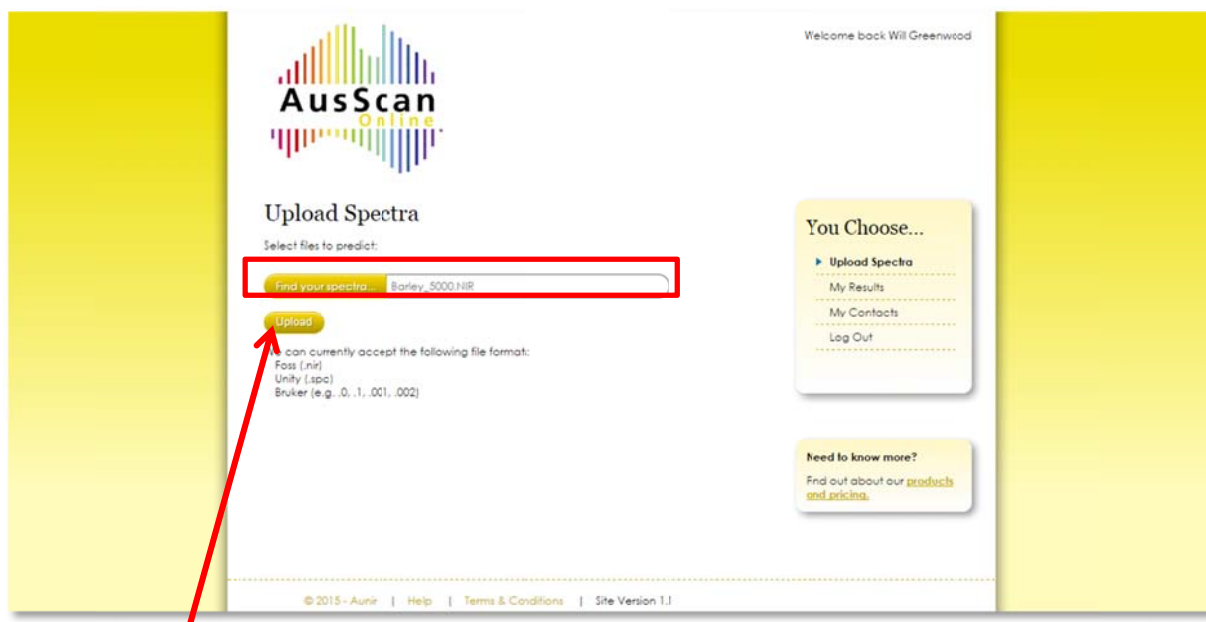 Welcome back Will Greenwood
AusScan
Online
Upload Spectra
Select files to predict:
Find your spectra... Barley_5000.NIR
Upload
We can currently accept the following file format:
Foss (.nir)
Unity (.spc)
Bruker (e.g. .0, .1, .001, .002)
You Choose...
Upload Spectra
My Results
My Contacts
Log Out
Need to know more?
Find out about our products
and pricing.
© 2015 - Aunir | Help | Terms & Conditions | Site Version 1.1